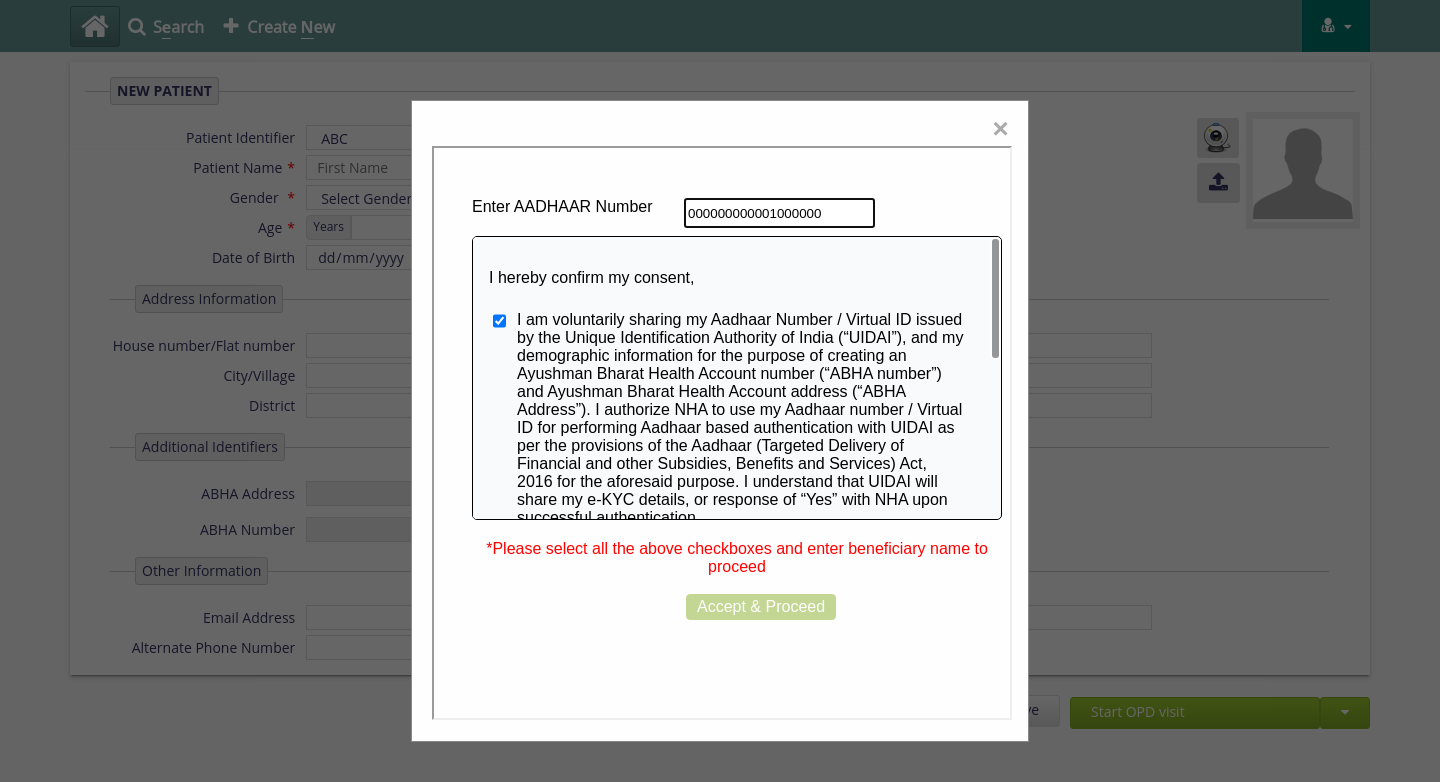 Search
Create New
NEW PATIENT
Patient Identifier ABC
Patient Name * First Name
Gender * Select Gender
Age * Years
Date of Birth dd/mm/yyyy
Address Information
House number/Flat number
City/Village
District
Additional Identifiers
ABHA Address
ABHA Number
Other Information
Email Address
Alternate Phone Number
Start OPD visit
×
Enter AADHAAR Number 000000000001000000
I hereby confirm my consent,
I am voluntarily sharing my Aadhaar Number / Virtual ID issued
by the Unique Identification Authority of India (“UIDAI”), and my
demographic information for the purpose of creating an
Ayushman Bharat Health Account number (“ABHA number”)
and Ayushman Bharat Health Account address (“ABHA
Address”). I authorize NHA to use my Aadhaar number / Virtual
ID for performing Aadhaar based authentication with UIDAI as
per the provisions of the Aadhaar (Targeted Delivery of
Financial and other Subsidies, Benefits and Services) Act,
2016 for the aforesaid purpose. I understand that UIDAI will
share my e-KYC details, or response of “Yes” with NHA upon
successful authentication.
*Please select all the above checkboxes and enter beneficiary name to
proceed
Accept & Proceed